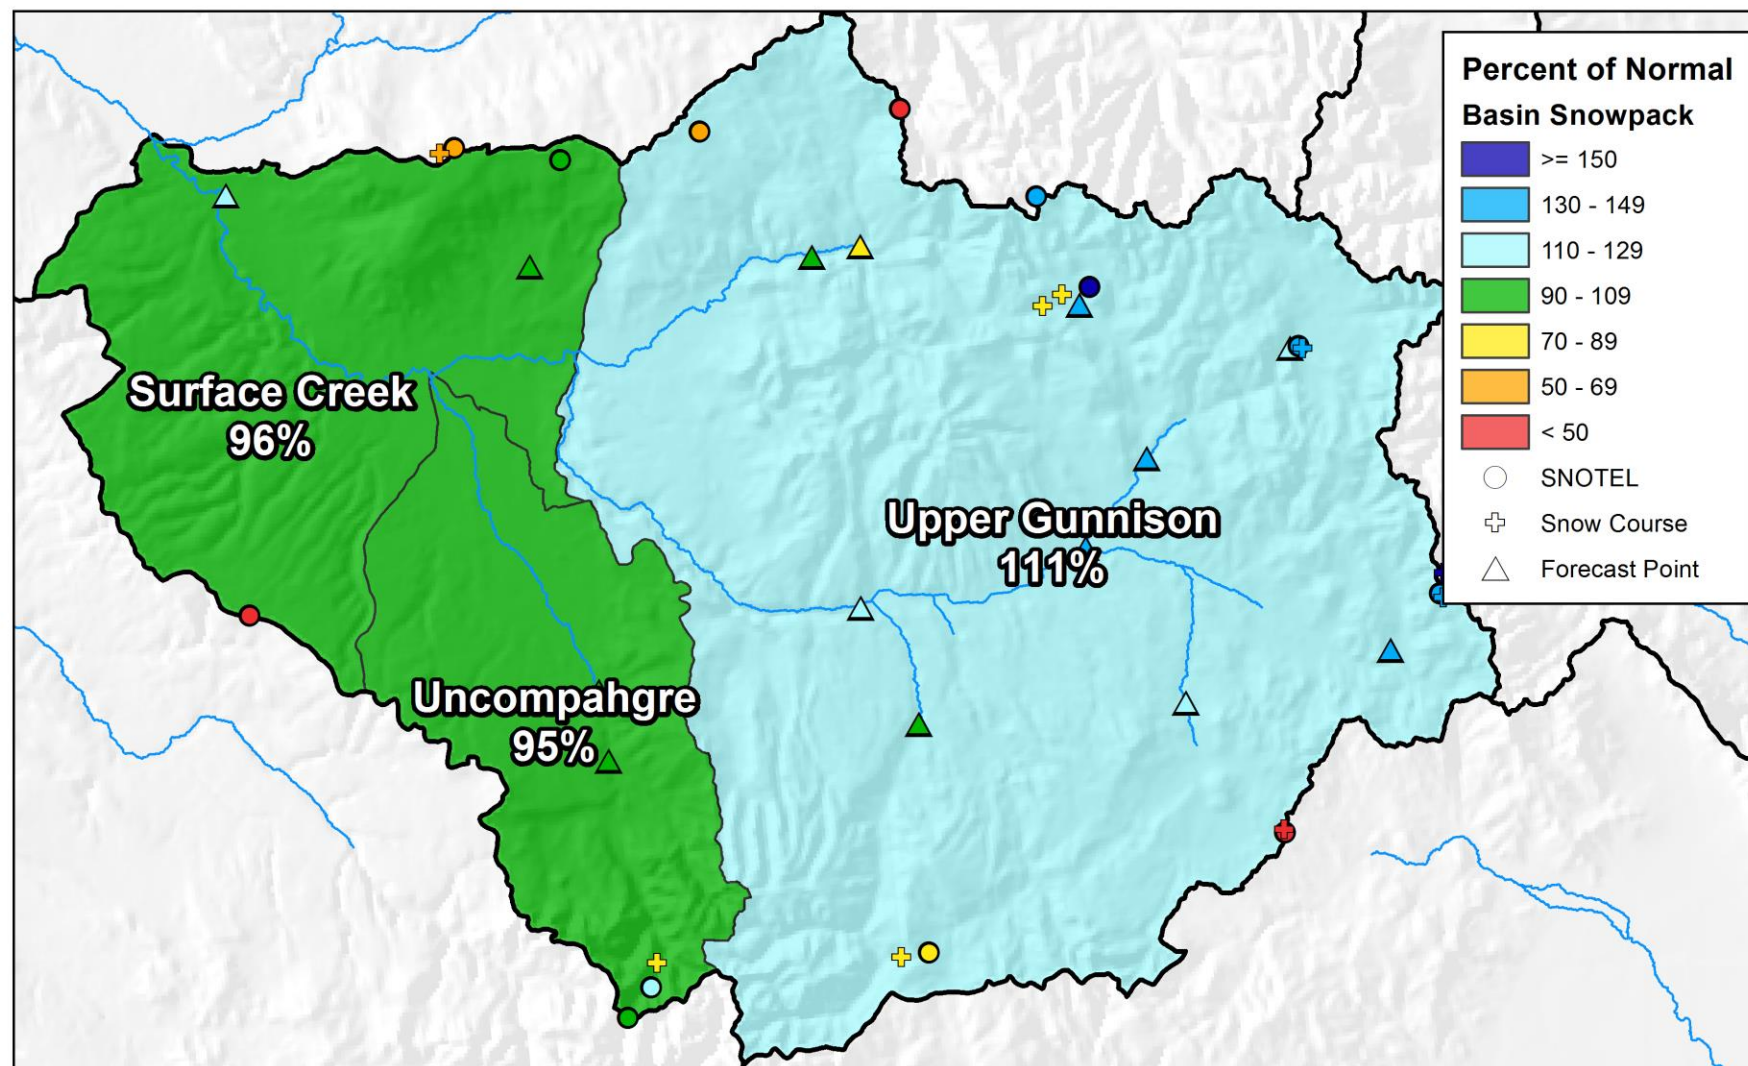 Percent of Normal
Basin Snowpack
>= 150
130 - 149
110 - 129
90 - 109
70 - 89
50 - 69
< 50
SNOTEL
Snow Course
Forecast Point
Surface Creek
96%
Upper Gunnison
111%
Uncompahgre
95%